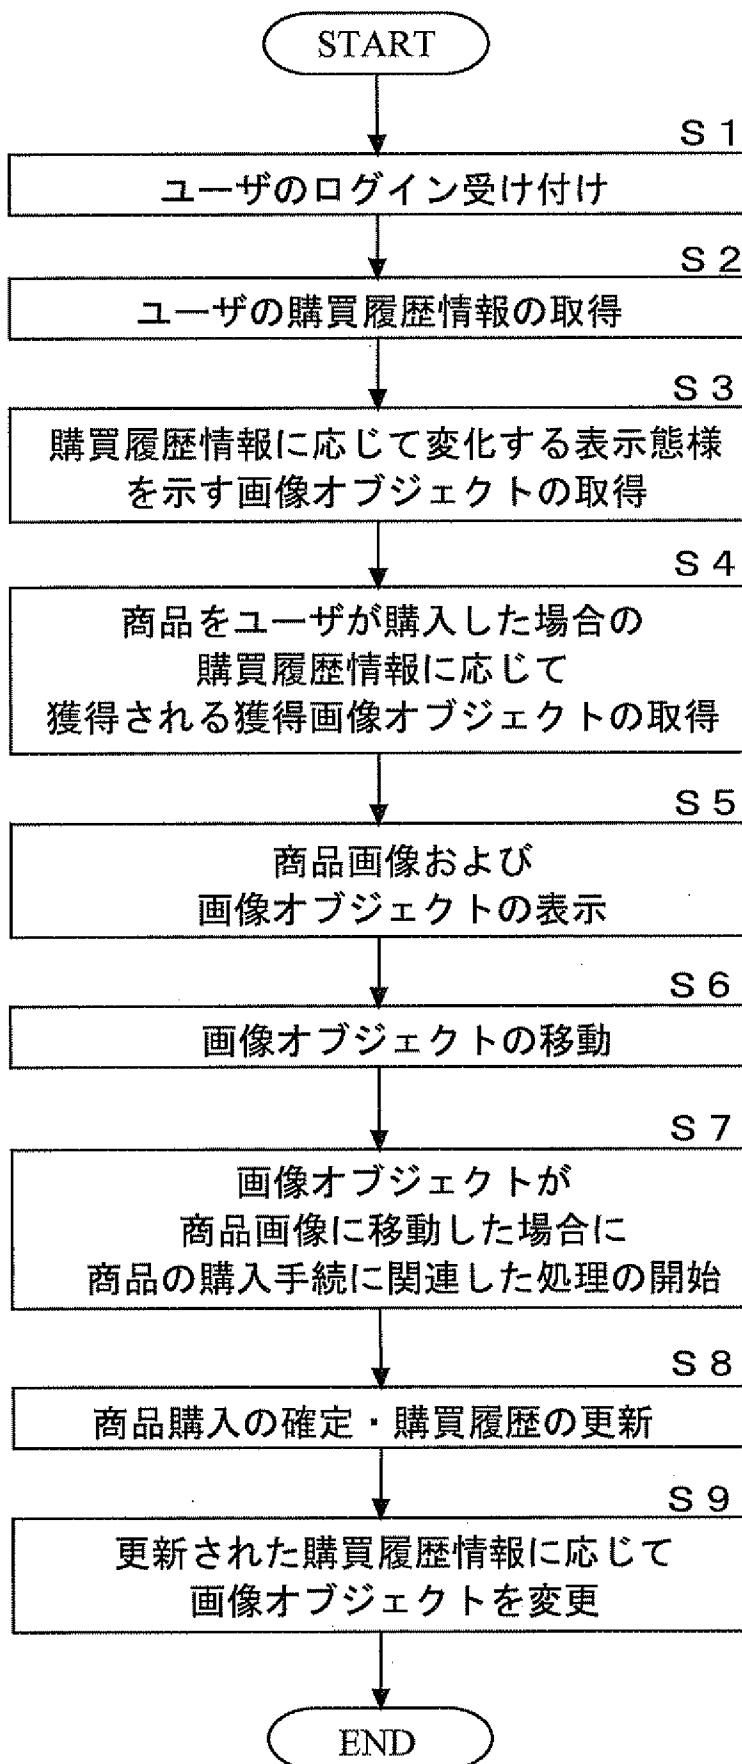 START
S1
ユーザのログイン受け付け
S2
ユーザの購買履歴情報の取得
S3
購買履歴情報に応じて変化する表示態様
を示す画像オブジェクトの取得
S4
商品をユーザが購入した場合の
購買履歴情報に応じて
獲得される獲得画像オブジェクトの取得
S5
商品画像および
画像オブジェクトの表示
S6
画像オブジェクトの移動
S7
画像オブジェクトが
商品画像に移動した場合に
商品の購入手続に関連した処理の開始
S8
商品購入の確定・購買履歴の更新
S9
更新された購買履歴情報に応じて
画像オブジェクトを変更
END